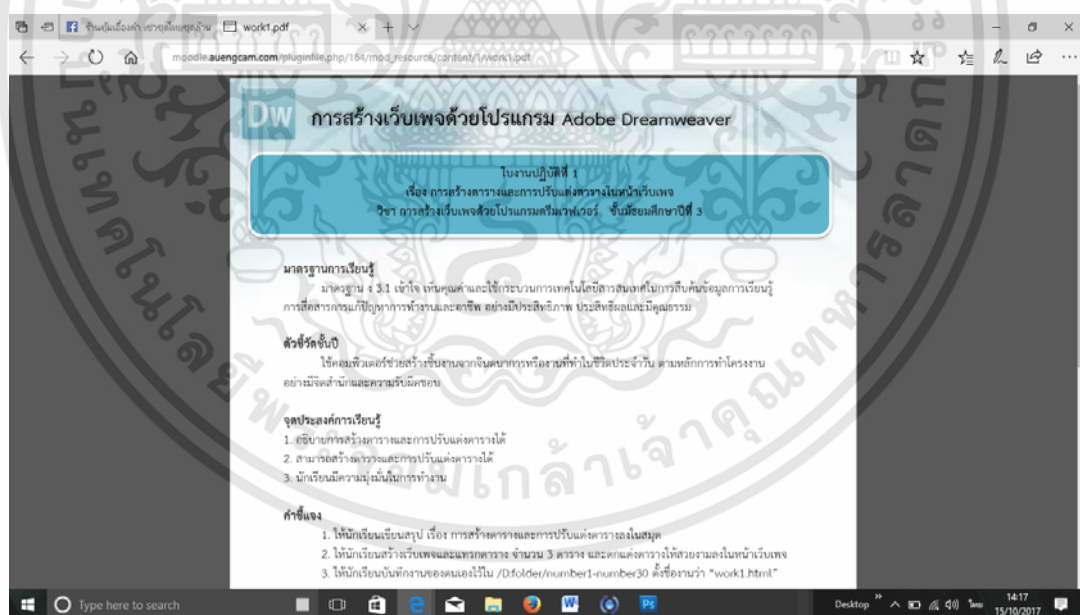 ร้านตุ้มเรืองคำ เช่าชุดไทยชุดล้าน
work1.pdf
moodle.auengcam.com/pluginfile.php/164/mod_resource/content/1/work1.pdf
Dw การสร้างเว็บเพจด้วยโปรแกรม Adobe Dreamweaver
ใบงานปฏิบัติที่ 1
เรื่อง การสร้างตารางและการปรับแต่งตารางในหน้าเว็บเพจ
วิชา การสร้างเว็บเพจด้วยโปรแกรมดรีมเวฟเวอร์ ชั้นมัธยมศึกษาปีที่ 3
มาตรฐานการเรียนรู้
มาตรฐาน ง 3.1 เข้าใจ เห็นคุณค่าและใช้กระบวนการเทคโนโลยีสารสนเทศในการสืบค้นข้อมูลการเรียนรู้
การสื่อสารการแก้ปัญหาการทำงานและอาชีพ อย่างมีประสิทธิภาพ ประสิทธิผลและมีคุณธรรม
ตัวชี้วัดชั้นปี
ใช้คอมพิวเตอร์ช่วยสร้างชิ้นงานจากจินตนาการหรืองานที่ทำในชีวิตประจำวัน ตามหลักการทำโครงงาน
อย่างมีจิตสำนึกและความรับผิดชอบ
จุดประสงค์การเรียนรู้
1. อธิบายการสร้างตารางและการปรับแต่งตารางได้
2. สามารถสร้างตารางและการปรับแต่งตารางได้
3. นักเรียนมีความมุ่งมั่นในการทำงาน
คำชี้แจง
1. ให้นักเรียนเขียนสรุป เรื่อง การสร้างตารางและการปรับแต่งตารางลงในสมุด
2. ให้นักเรียนสร้างเว็บเพจและแทรกตาราง จำนวน 3 ตาราง และตกแต่งตารางให้สวยงามลงในหน้าเว็บเพจ
3. ให้นักเรียนบันทึกงานของตนเองไว้ใน /D:folder/number1-number30 ตั้งชื่องานว่า "work1.html"
Type here to search
Desktop
ไทย
14:17
15/10/2017